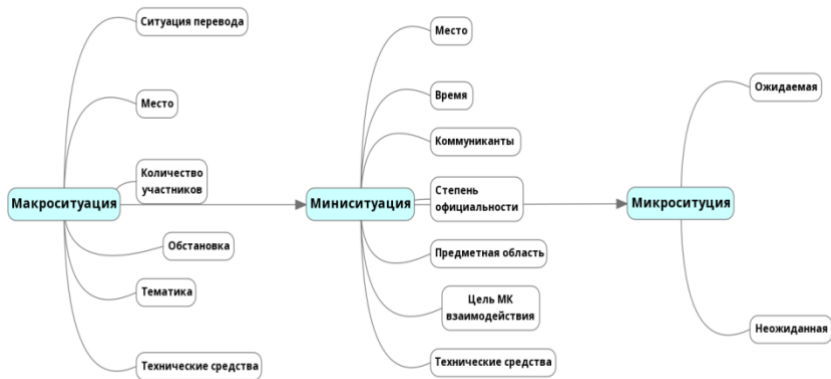 Макроситуация
Ситуация перевода
Место
Количество
участников
Обстановка
Тематика
Технические средства
Миниситуация
Место
Время
Коммуниканты
Степень
официальности
Предметная область
Цель МК
взаимодействия
Технические средства
Микроситуция
Ожидаемая
Неожиданная